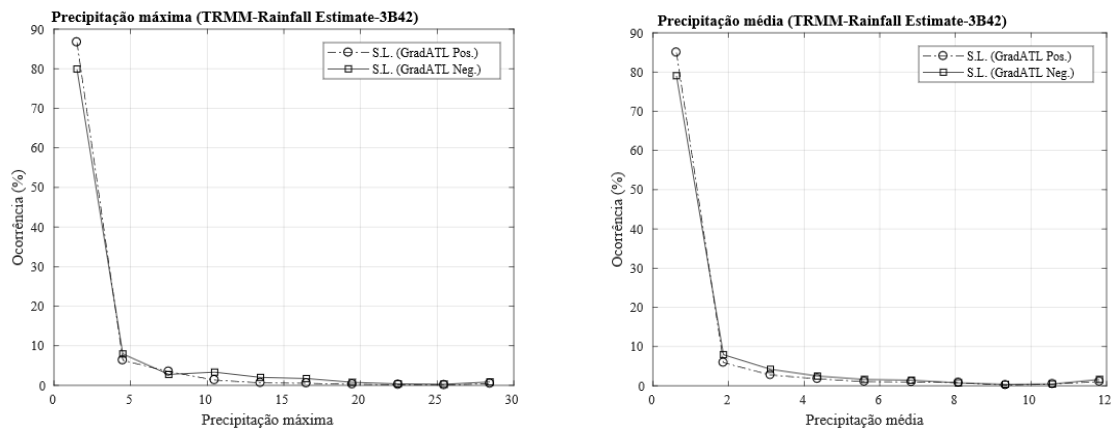 Precipitação máxima (TRMM-Rainfall Estimate-3B42)
S.L. (GradATL Pos.)
S.L. (GradATL Neg.)
Ocorrência (%)
90
80
70
60
50
40
30
20
10
0
0 5 10 15 20 25 30
Precipitação máxima
Precipitação média (TRMM-Rainfall Estimate-3B42)
S.L. (GradATL Pos.)
S.L. (GradATL Neg.)
Ocorrência (%)
90
80
70
60
50
40
30
20
10
0
0 2 4 6 8 10 12
Precipitação média